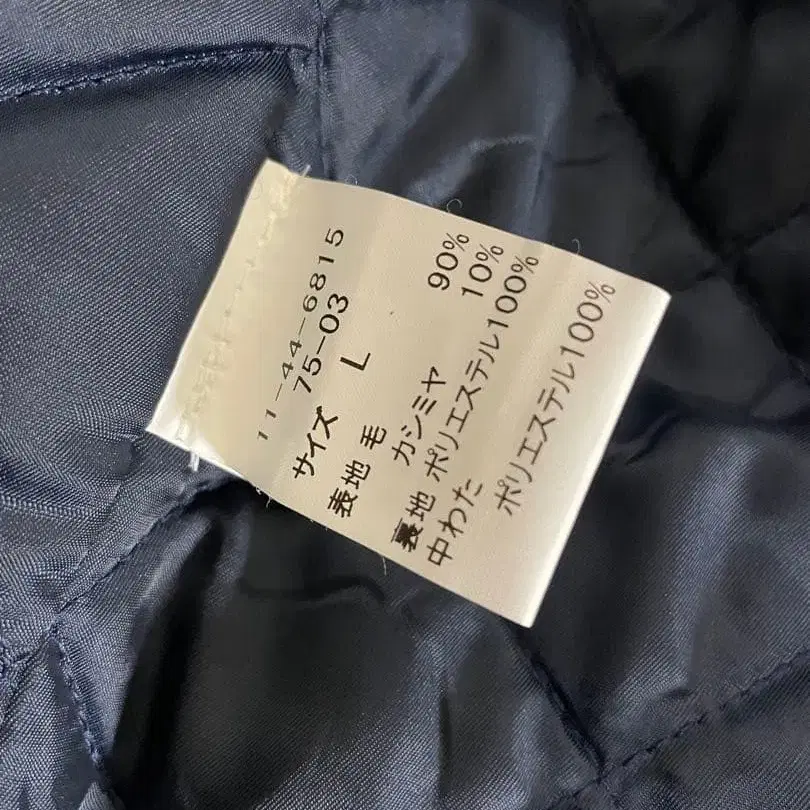 11-44-6815
75-03
サイズ L
表地 毛 90%
カシミヤ 10%
裏地 ポリエステル100%
中わた
ポリエステル100%